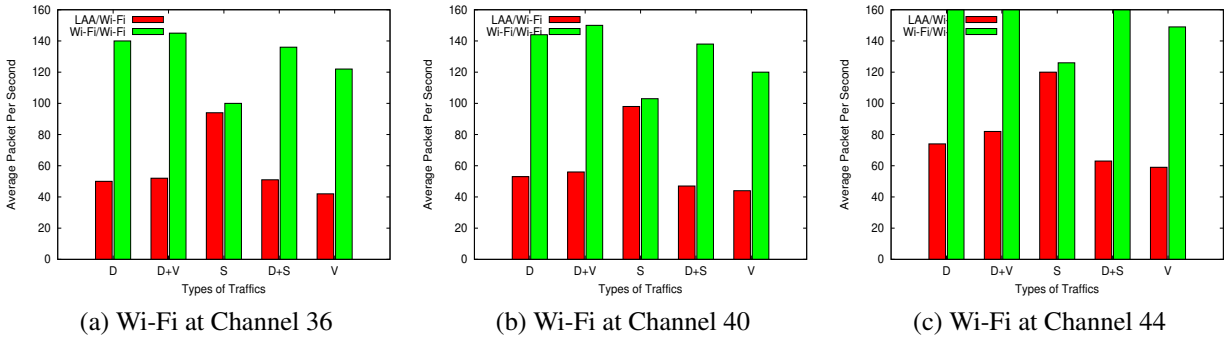 160
140
120
100
80
60
40
20
0
Average Packet Per Second
LAA/Wi-Fi
Wi-Fi/Wi-Fi
D D+V S D+S V
Types of Traffics
(a) Wi-Fi at Channel 36
160
140
120
100
80
60
40
20
0
Average Packet Per Second
LAA/Wi-Fi
Wi-Fi/Wi-Fi
D D+V S D+S V
Types of Traffics
(b) Wi-Fi at Channel 40
160
140
120
100
80
60
40
20
0
Average Packet Per Second
LAA/Wi-
Wi-Fi/Wi-
D D+V S D+S V
Types of Traffics
(c) Wi-Fi at Channel 44